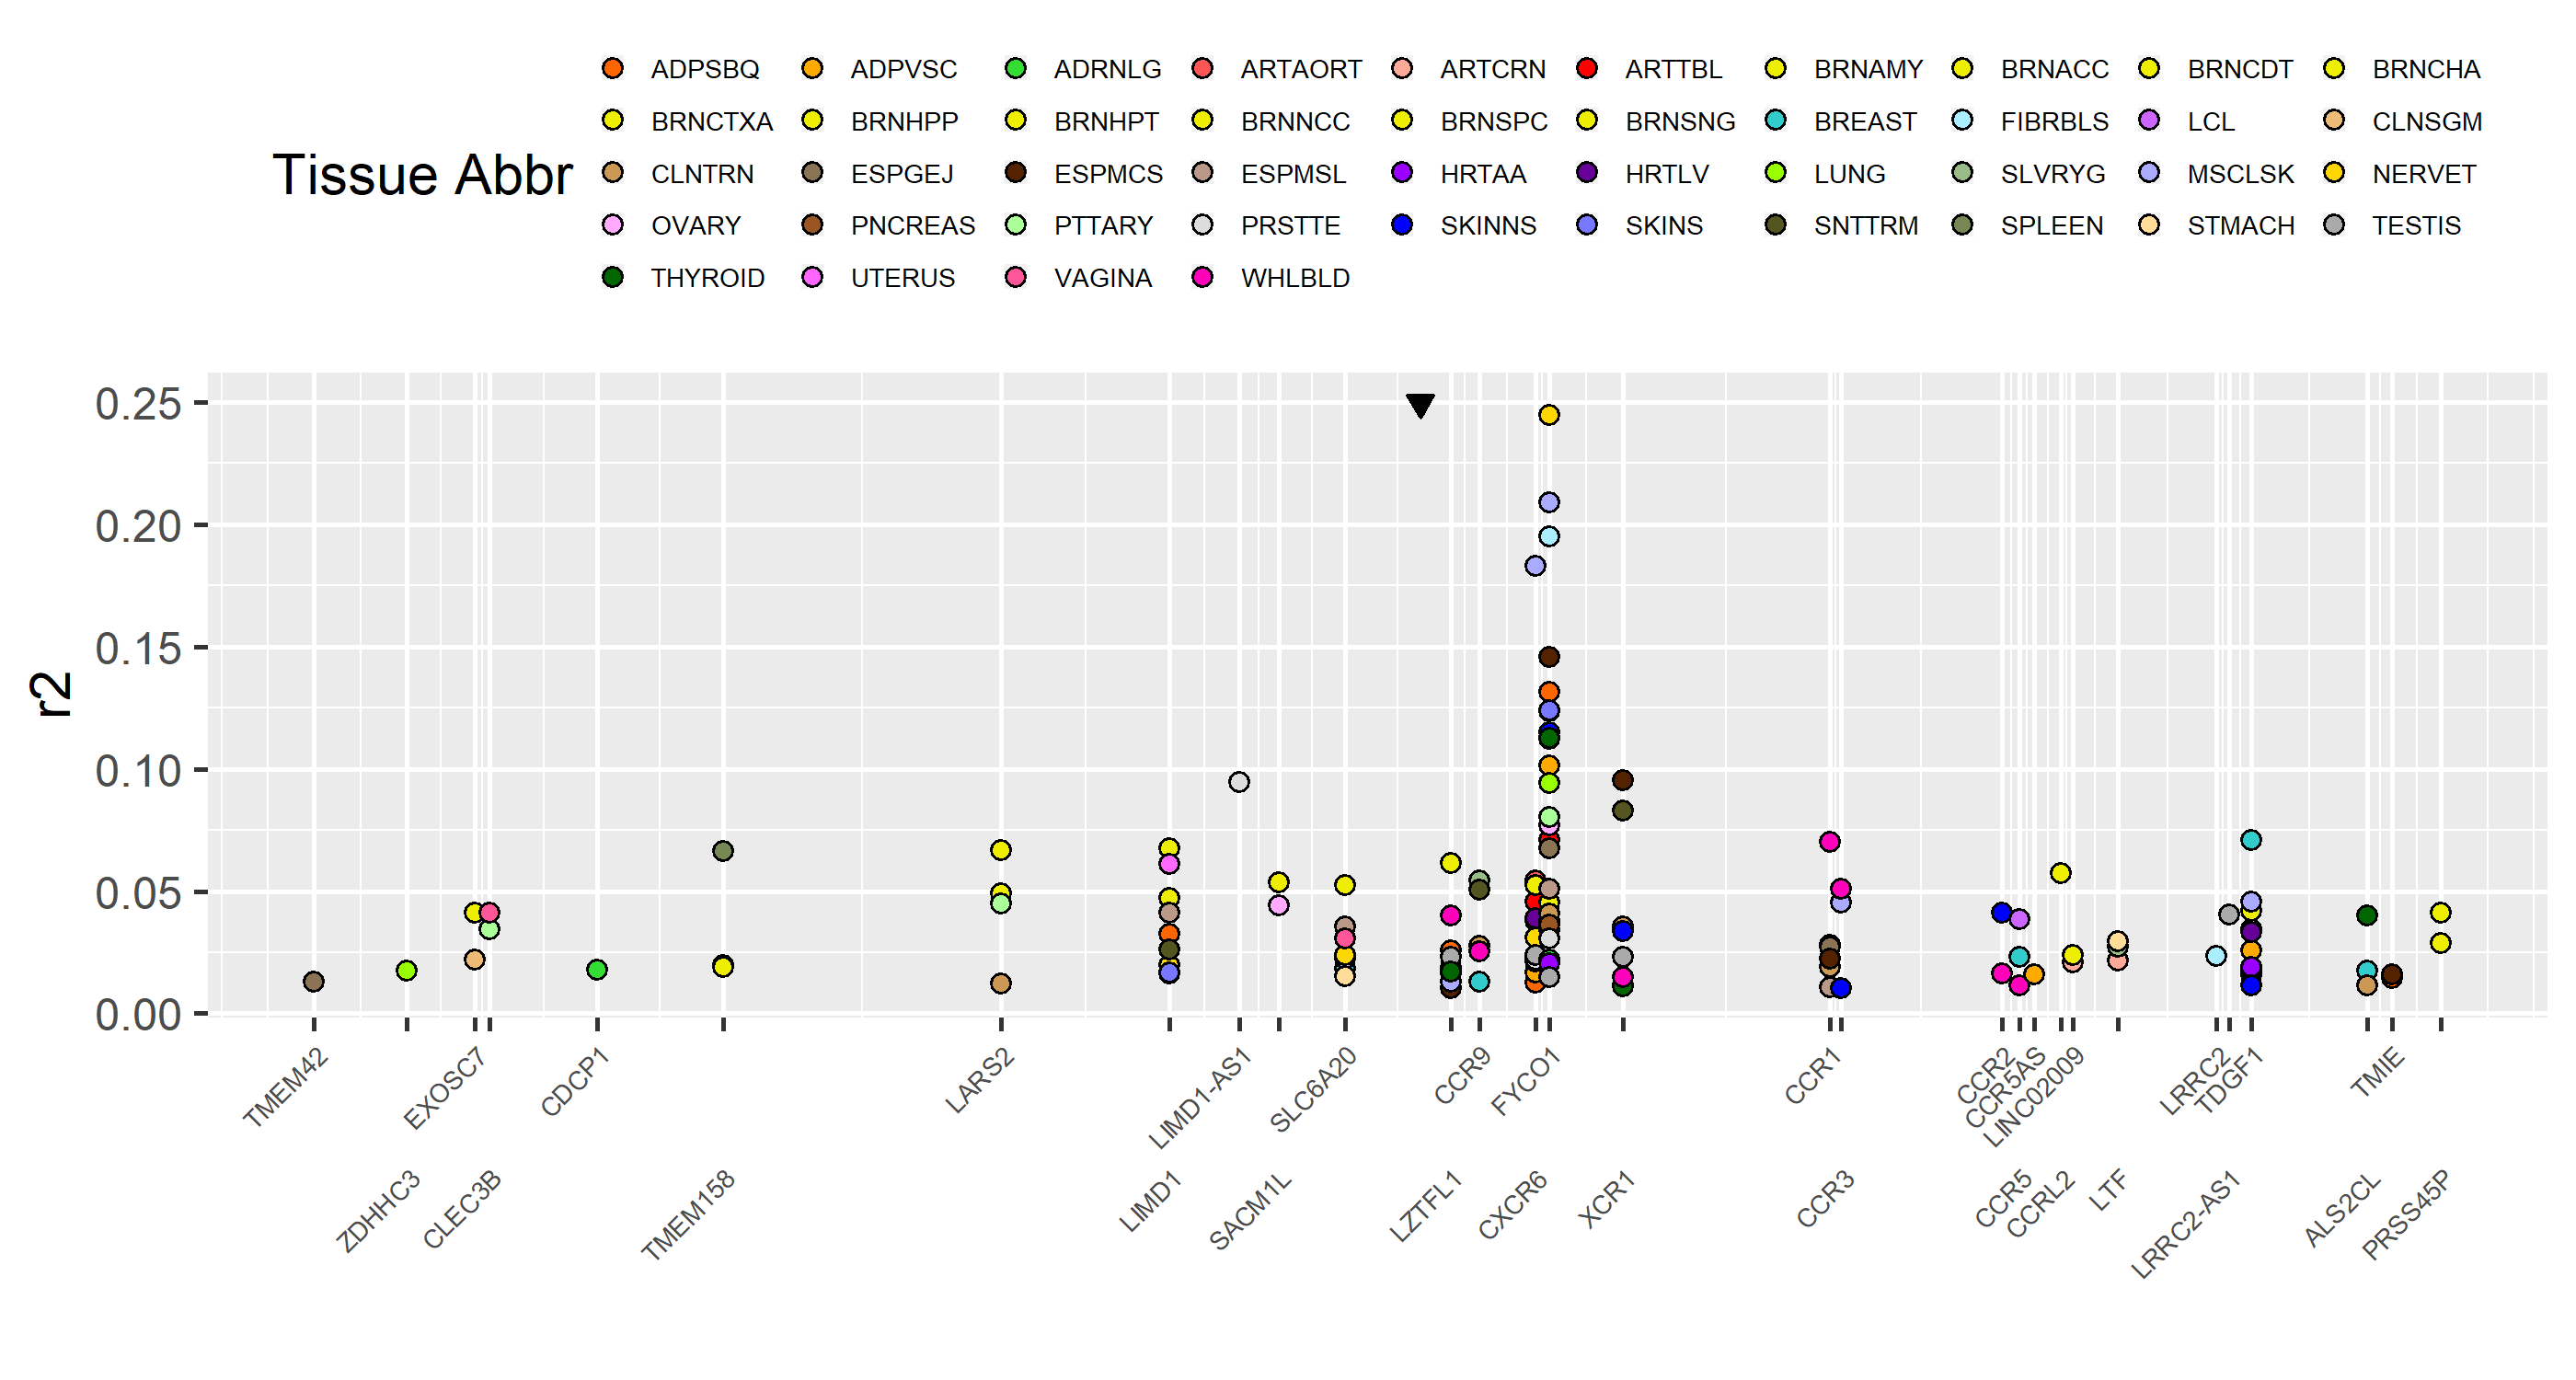 ADPSBQ ADPVSC ADRNLG ARTAORT ARTCRN ARTTBL BRNAMY BRNACC BRNCDT BRNCHA
BRNCTXA BRNHPP BRNHPT BRNNCC BRNSPC BRNSNG BREAST FIBRBLS LCL CLNSGM
Tissue Abbr
CLNTRN ESPGEJ ESPMCS ESPMSL HRTAA HRTLV LUNG SLVRYG MSCLSK NERVET
OVARY PNCREAS PTTARY PRSTTE SKINNS SKINS SNTTRM SPLEEN STMACH TESTIS
THYROID UTERUS VAGINA WHLBLD
0.25
0.20
0.15
r2
0.10
0.05
0.00
TMEM42 EXOSC7 CDCP1 LARS2 LIMD1-AS1 SLC6A20 CCR9 FYCO1 CCR1 CCR2 CCR5AS LINC02009 LRRC2 TDGF1 TMIE
ZDHHC3 CLEC3B TMEM158 LIMD1 SACM1L LZTFL1 CXCR6 XCR1 CCR3 CCR5 CCRL2 LTF LRRC2-AS1 ALS2CL PRSS45P